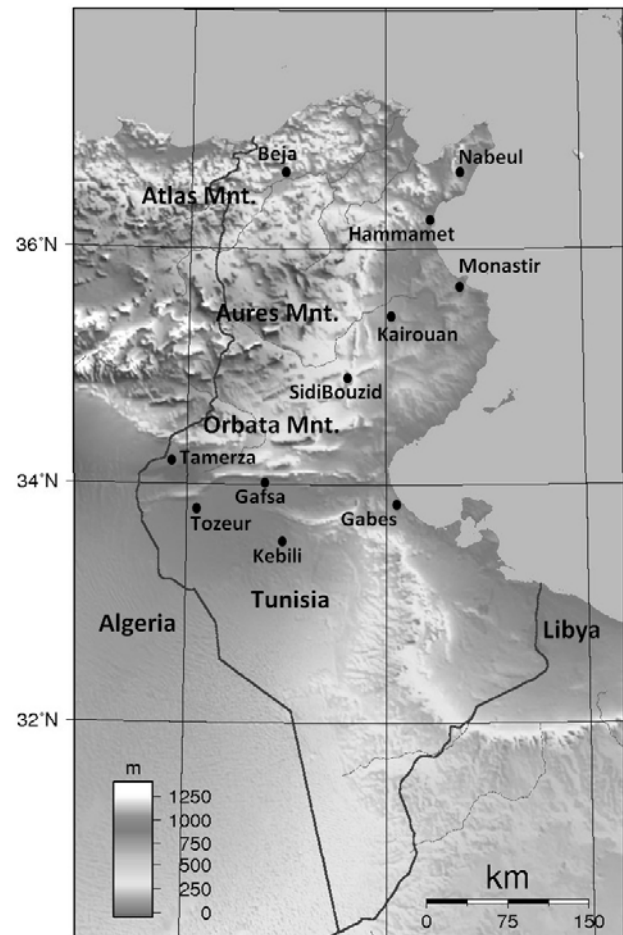 Beja
Nabeul
Atlas Mnt.
Hammamet
36°N
Monastir
Aures Mnt.
Kairouan
SidiBouzid
Orbata Mnt.
Tamerza
34°N
Gafsa
Tozeur
Gabes
Kebili
Tunisia
Algeria
Libya
32°N
m
1250
1000
750
500
250
0
km
0 75 150